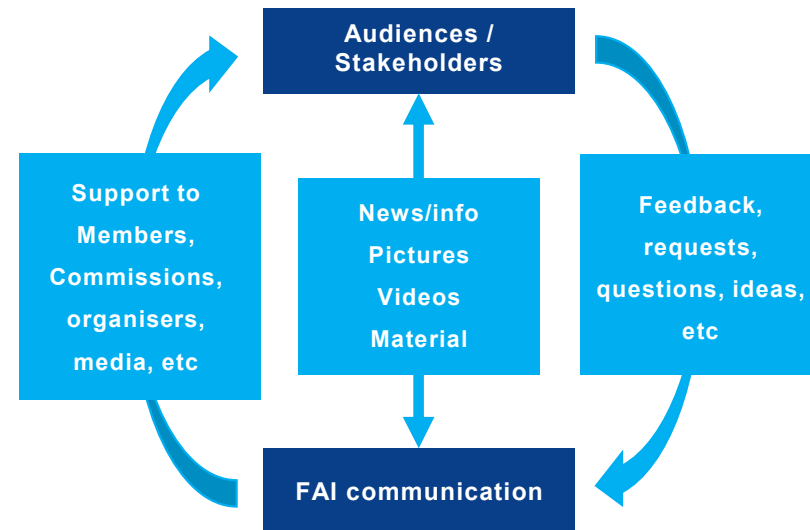 Audiences /
Stakeholders
Support to
Members,
Commissions,
organisers,
media, etc
News/info
Pictures
Videos
Material
Feedback,
requests,
questions, ideas,
etc
FAI communication